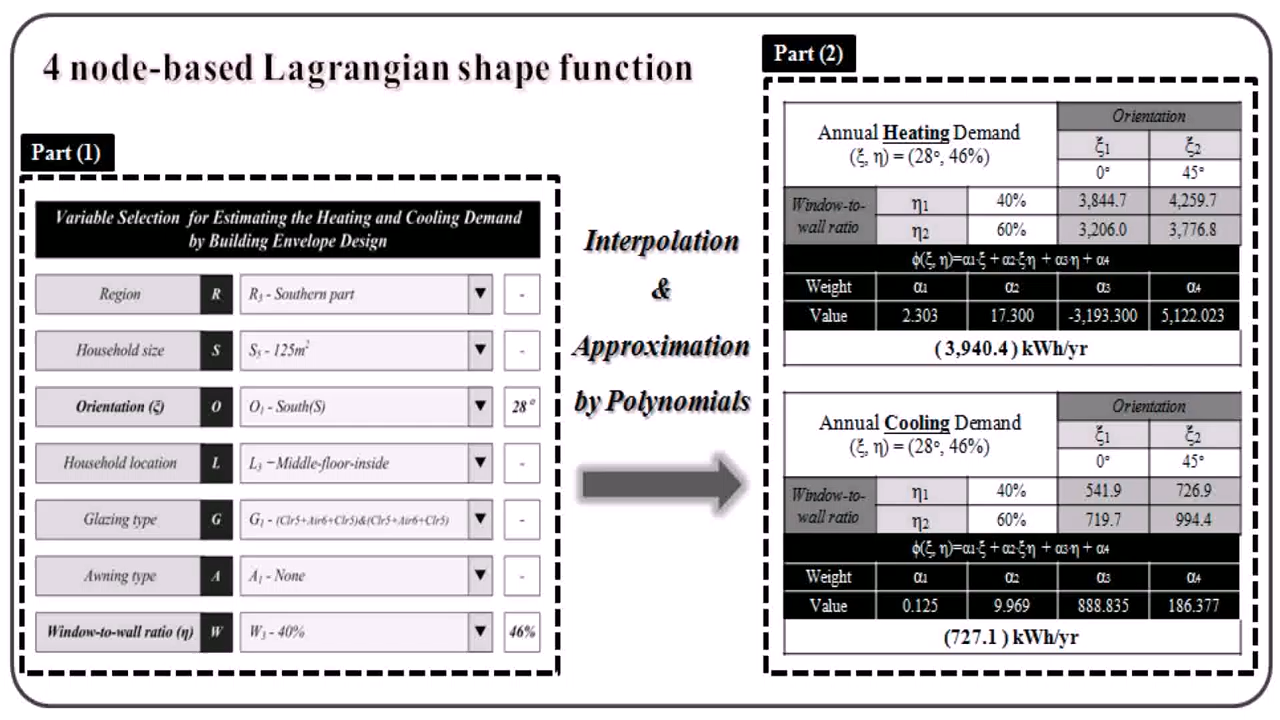 4 node-based Lagrangian shape function
Part (1)
Variable Selection for Estimating the Heating and Cooling Demand
by Building Envelope Design
Region R R3 - Southern part ▼ -
Household size S S5 - 125m² ▼ -
Orientation (ξ) O O1 - South(S) ▼ 28°
Household location L L3 –Middle-floor-inside ▼ -
Glazing type G G1 - (Clr5+Air6+Clr5)&(Clr5+Air6+Clr5) ▼ -
Awning type A A1 - None ▼ -
Window-to-wall ratio (η) W W3 - 40% ▼ 46%
Interpolation
&
Approximation
by Polynomials
Part (2)
Annual Heating Demand
(ξ, η) = (28°, 46%)
Orientation
ξ1 ξ2
0° 45°
Window-to-
wall ratio
η1 40% 3,844.7 4,259.7
η2 60% 3,206.0 3,776.8
ϕ(ξ, η)=α1·ξ + α2·ξη + α3·η + α4
Weight α1 α2 α3 α4
Value 2.303 17.300 -3,193.300 5,122.023
( 3,940.4 ) kWh/yr
Annual Cooling Demand
(ξ, η) = (28°, 46%)
Orientation
ξ1 ξ2
0° 45°
Window-to-
wall ratio
η1 40% 541.9 726.9
η2 60% 719.7 994.4
ϕ(ξ, η)=α1·ξ + α2·ξη + α3·η + α4
Weight α1 α2 α3 α4
Value 0.125 9.969 888.835 186.377
(727.1 ) kWh/yr